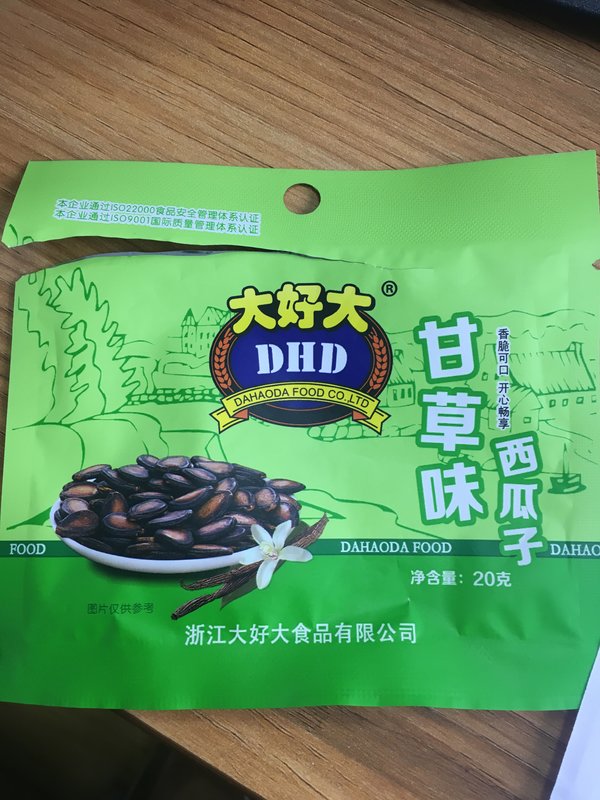 本企业通过ISO22000食品安全管理体系认证
本企业通过ISO9001国际质量管理体系认证
大好大®
DHD
DAHAODA FOOD CO.,LTD
甘草味
香脆可口 开心畅享
西瓜子
FOOD
DAHAODA FOOD
DAHAO
净含量：20克
图片仅供参考
浙江大好大食品有限公司